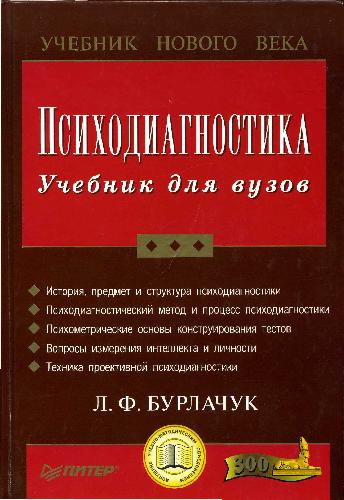 УЧЕБНИК НОВОГО ВЕКА
ПСИХОДИАГНОСТИКА
Учебник для вузов
История, предмет и структура психодиагностики
Психодиагностический метод и процесс психодиагностики
Психометрические основы конструирования тестов
Вопросы измерения интеллекта и личности
Техника проективной психодиагностики
Л. Ф. БУРЛАЧУК
ПИТЕР
300